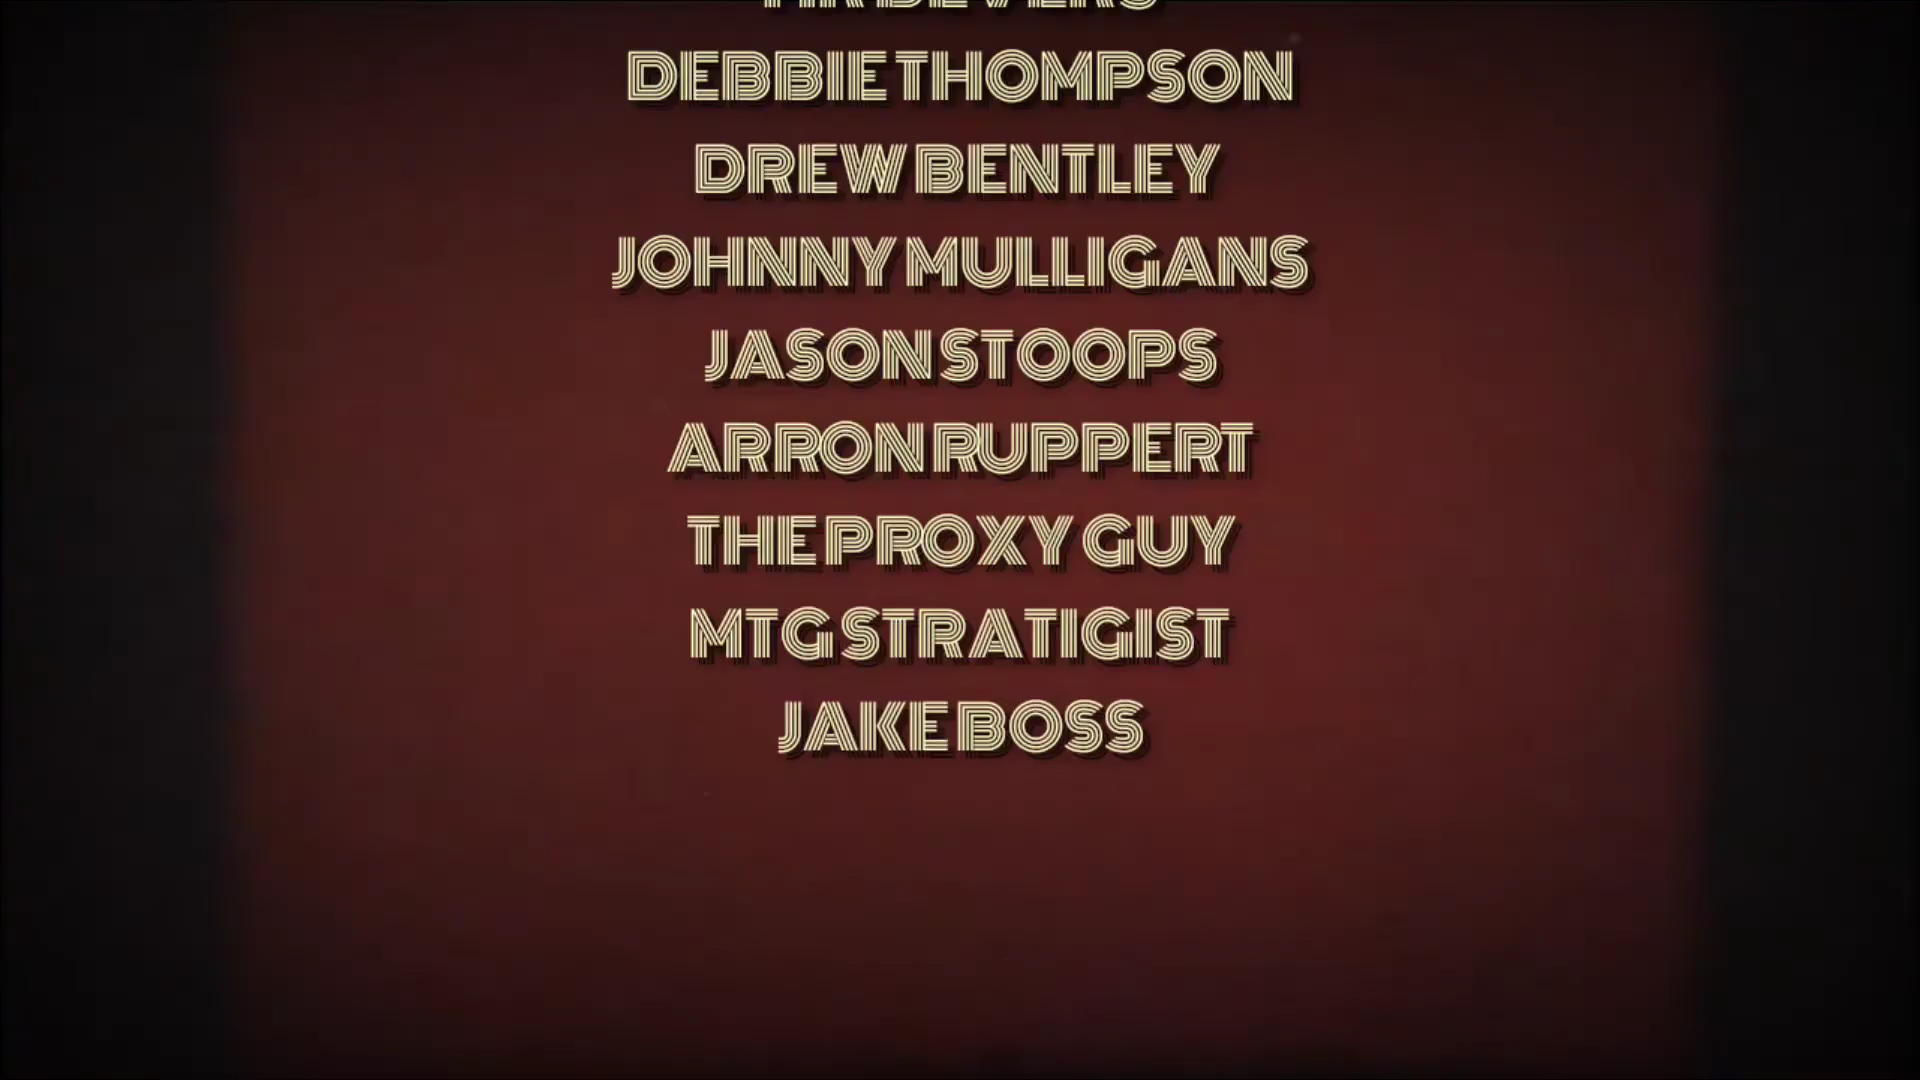 DEBBIE THOMPSON
DREW BENTLEY
JOHNNY MULLIGANS
JASON STOOPS
ARRON RUPPERT
THE PROXY GUY
MTG STRATIGIST
JAKE BOSS